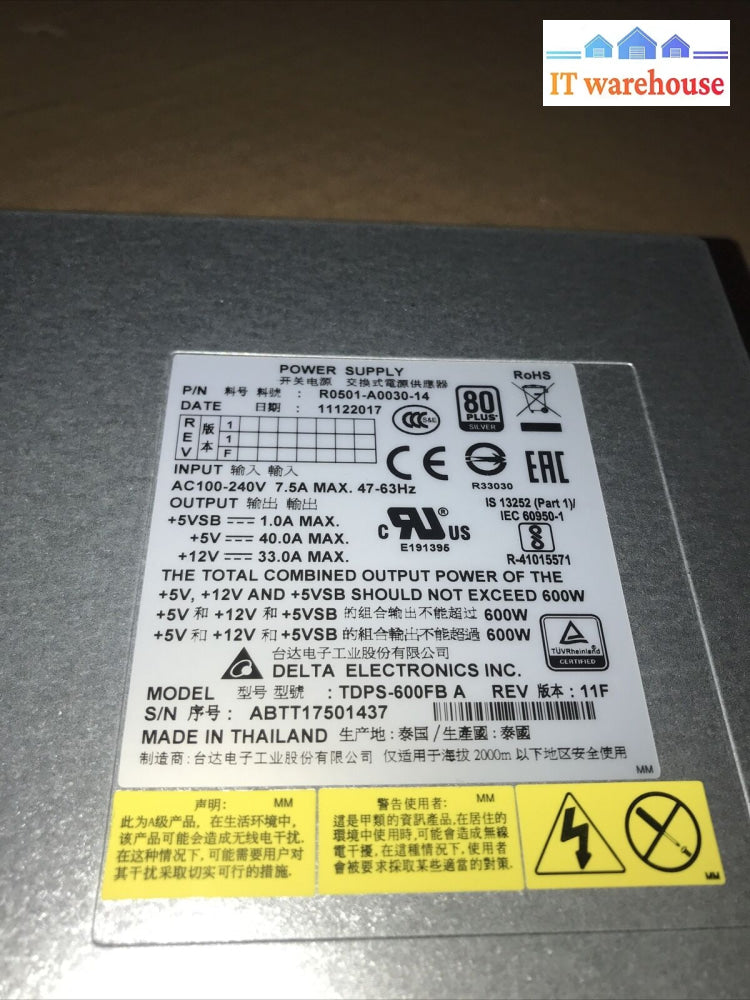 IT warehouse
POWER SUPPLY
开关电源 交換式電源供應器
P/N 料号 料號 : R0501-A0030-14
DATE 日期 : 11122017
REV 版本 1 1 F
INPUT 输入 輸入
AC100-240V 7.5A MAX. 47-63Hz
OUTPUT 输出 輸出
+5VSB 1.0A MAX.
+5V 40.0A MAX.
+12V 33.0A MAX.
RoHS
CCC S&E
80 PLUS
SILVER
CE
R33030
EAC
c RU ® US
E191395
IS 13252 (Part 1)/
IEC 60950-1
R-41015571
THE TOTAL COMBINED OUTPUT POWER OF THE
+5V, +12V AND +5VSB SHOULD NOT EXCEED 600W
+5V 和 +12V 和 +5VSB 的组合输出不能超过 600W
+5V 和 +12V 和 +5VSB 的組合輸出不能超過 600W
台达电子工业股份有限公司
DELTA ELECTRONICS INC.
TÜVRheinland
CERTIFIED
MODEL 型号 型號 : TDPS-600FB A REV 版本 : 11F
S/N 序号 : ABTT17501437
MADE IN THAILAND 生产地 : 泰国 / 生產國 : 泰國
制造商 : 台达电子工业股份有限公司 仅适用于海拔 2000m 以下地区安全使用
MM
声明: MM
此为A级产品, 在生活环境中,
该产品可能会造成无线电干扰.
在这种情况下, 可能需要用户对
其干扰采取切实可行的措施.
警告使用者: MM
這是甲類的資訊產品, 在居住的
環境中使用時, 可能會造成無線
電干擾, 在這種情況下, 使用者
會被要求採取某些適當的對策.
MM